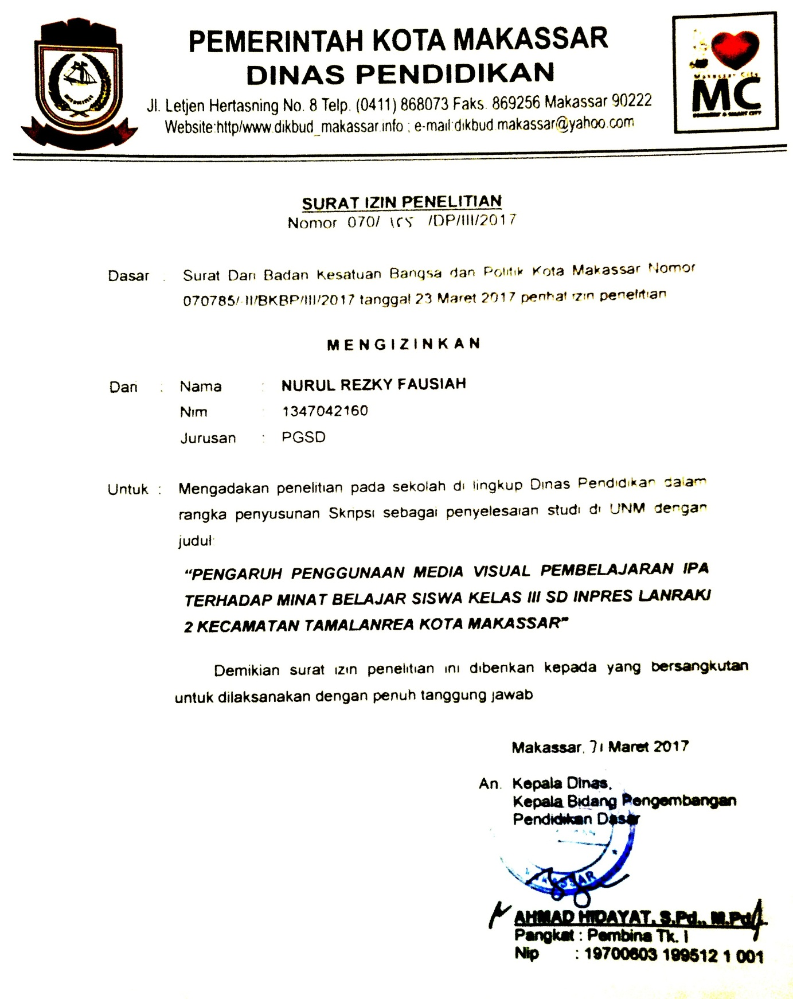 PEMERINTAH KOTA MAKASSAR
DINAS PENDIDIKAN
Jl. Letjen Hertasning No. 8 Telp. (0411) 868073 Faks. 869256 Makassar 90222
Website:http/www.dikbud_makassar.info ; e-mail:dikbud.makassar@yahoo.com
Makassar City
MC
SURAT IZIN PENELITIAN
Nomor 070/ /DP/III/2017
Dasar : Surat Dari Badan Kesatuan Bangsa dan Politik Kota Makassar Nomor
070785/-II/BKBP/III/2017 tanggal 23 Maret 2017 perihal izin penelitian
MENGIZINKAN
Dari : Nama : NURUL REZKY FAUSIAH
Nim : 1347042160
Jurusan : PGSD
Untuk : Mengadakan penelitian pada sekolah di lingkup Dinas Pendidikan dalam
rangka penyusunan Skripsi sebagai penyelesaian studi di UNM dengan
judul:
“PENGARUH PENGGUNAAN MEDIA VISUAL PEMBELAJARAN IPA
TERHADAP MINAT BELAJAR SISWA KELAS III SD INPRES LANRAKI
2 KECAMATAN TAMALANREA KOTA MAKASSAR”
Demikian surat izin penelitian ini diberikan kepada yang bersangkutan
untuk dilaksanakan dengan penuh tanggung jawab
Makassar, 31 Maret 2017
An. Kepala Dinas,
Kepala Bidang Pengembangan
Pendidikan Dasar
MAKASSAR
AHMAD HIDAYAT, S.Pd., M.Pd
Pangkat : Pembina Tk. I
Nip : 19700603 199512 1 001